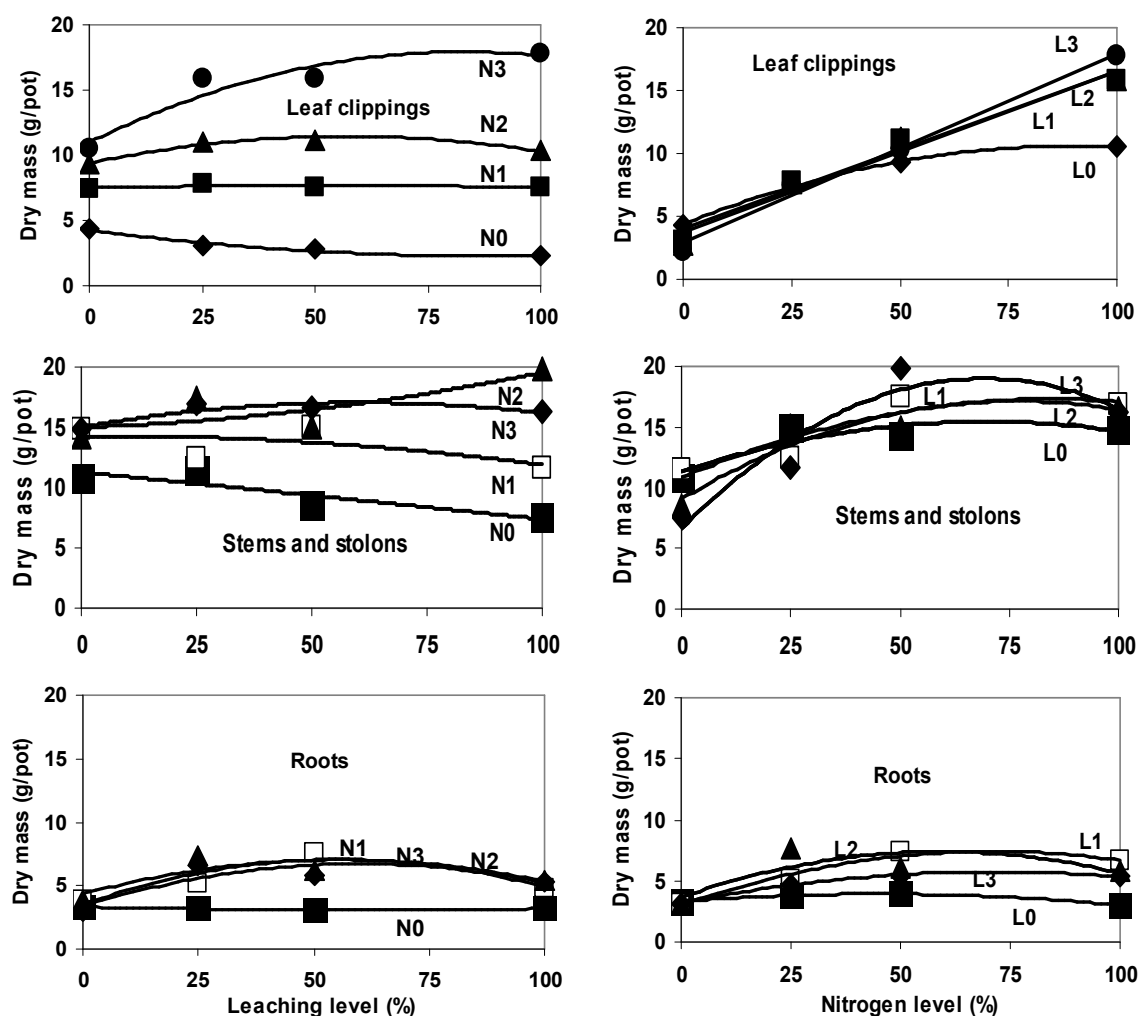 20
15
10
5
0
Dry mass (g/pot)
N3
Leaf clippings
N2
N1
N0
0 25 50 75 100
20
15
10
5
0
Dry mass (g/pot)
Leaf clippings
L3
L2
L1
L0
0 25 50 75 100
20
15
10
5
0
Dry mass (g/pot)
N2
N3
N1
N0
Stems and stolons
0 25 50 75 100
20
15
10
5
0
Dry mass (g/pot)
L1
L3
L2
L0
Stems and stolons
0 25 50 75 100
20
15
10
5
0
Dry mass (g/pot)
Roots
N1
N3
N2
N0
0 25 50 75 100
Leaching level (%)
20
15
10
5
0
Dry mass (g/pot)
Roots
L2
L1
L3
L0
0 25 50 75 100
Nitrogen level (%)